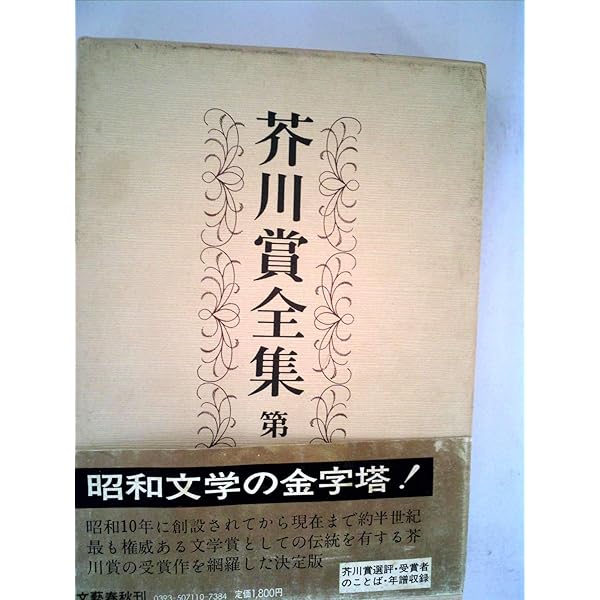 芥川賞全集 第
昭和文学の金字塔！
昭和10年に創設されてから現在まで約半世紀
最も権威ある文学賞としての伝統を有する芥
川賞の受賞作を網羅した決定版
芥川賞選評・受賞者
のことば・年譜収録
文藝春秋刊 0393-507110-7384 定価1,800円